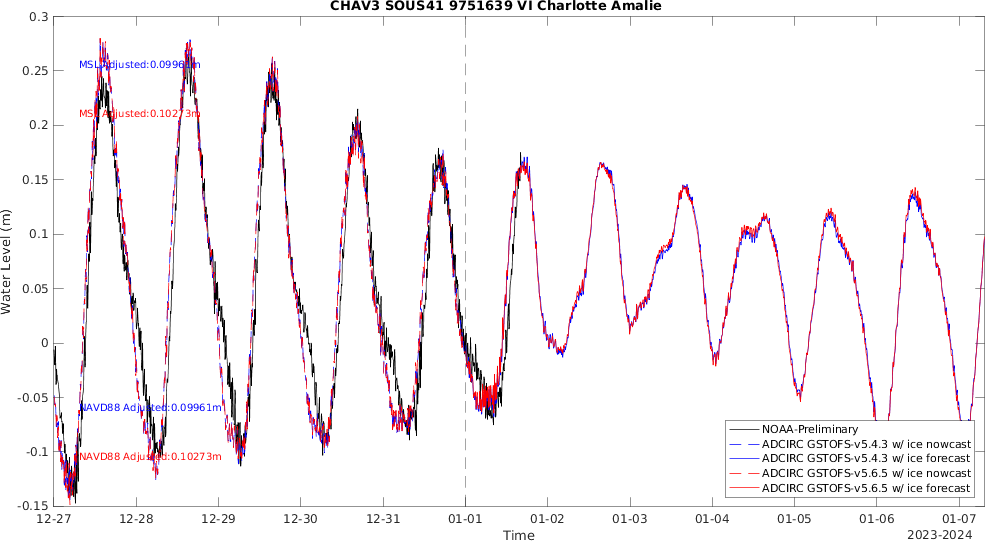 CHAV3 SOUS41 9751639 VI Charlotte Amalie
0.3
0.25
0.2
0.15
0.1
0.05
0
-0.05
-0.1
-0.15
Water Level (m)
MSL Adjusted:0.09961m
MSL Adjusted:0.10273m
NAVD88 Adjusted:0.09961m
NAVD88 Adjusted:0.10273m
NOAA-Preliminary
ADCIRC GSTOFS-v5.4.3 w/ ice nowcast
ADCIRC GSTOFS-v5.4.3 w/ ice forecast
ADCIRC GSTOFS-v5.6.5 w/ ice nowcast
ADCIRC GSTOFS-v5.6.5 w/ ice forecast
12-27 12-28 12-29 12-30 12-31 01-01 01-02 01-03 01-04 01-05 01-06 01-07
Time
2023-2024